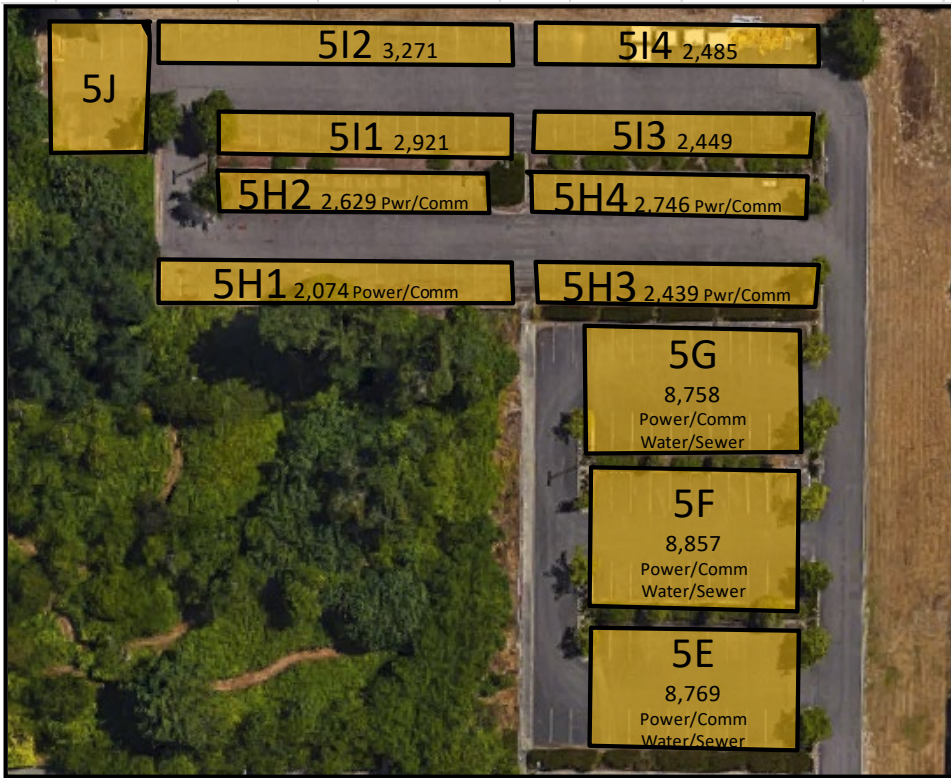 5J
5I2 3,271
5I4 2,485
5I1 2,921
5I3 2,449
5H2 2,629 Pwr/Comm
5H4 2,746 Pwr/Comm
5H1 2,074 Power/Comm
5H3 2,439 Pwr/Comm
5G
8,758
Power/Comm
Water/Sewer
5F
8,857
Power/Comm
Water/Sewer
5E
8,769
Power/Comm
Water/Sewer